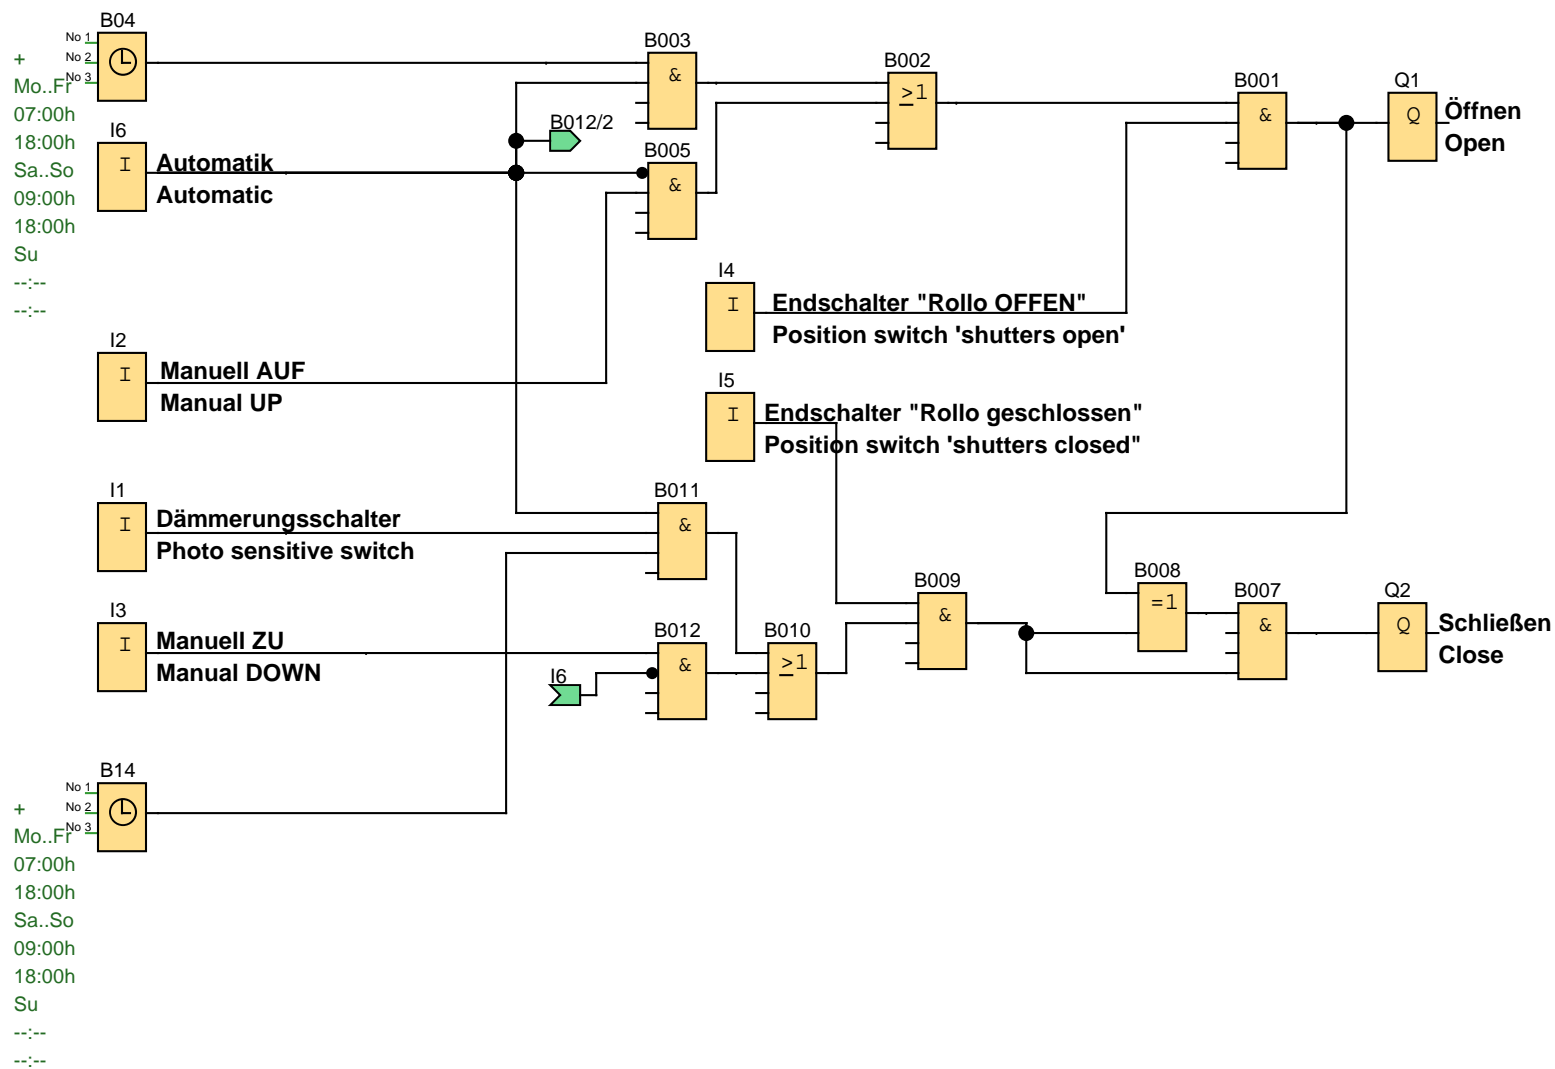 B04
No 1
No 2
No 3
+
Mo..Fr
07:00h
18:00h
Sa..So
09:00h
18:00h
Su
--:--
--:--
I6
I
Automatik
Automatic
B012/2
B003
&
B005
&
B002
>1
B001
&
Q1
Q
Öffnen
Open
I4
I
Endschalter "Rollo OFFEN"
Position switch 'shutters open'
I2
I
Manuell AUF
Manual UP
I5
I
Endschalter "Rollo geschlossen"
Position switch 'shutters closed"
I1
I
Dämmerungsschalter
Photo sensitive switch
B011
&
I3
I
Manuell ZU
Manual DOWN
I6
B012
&
B010
>1
B009
&
B008
=1
B007
&
Q2
Q
Schließen
Close
B14
No 1
No 2
No 3
+
Mo..Fr
07:00h
18:00h
Sa..So
09:00h
18:00h
Su
--:--
--:--